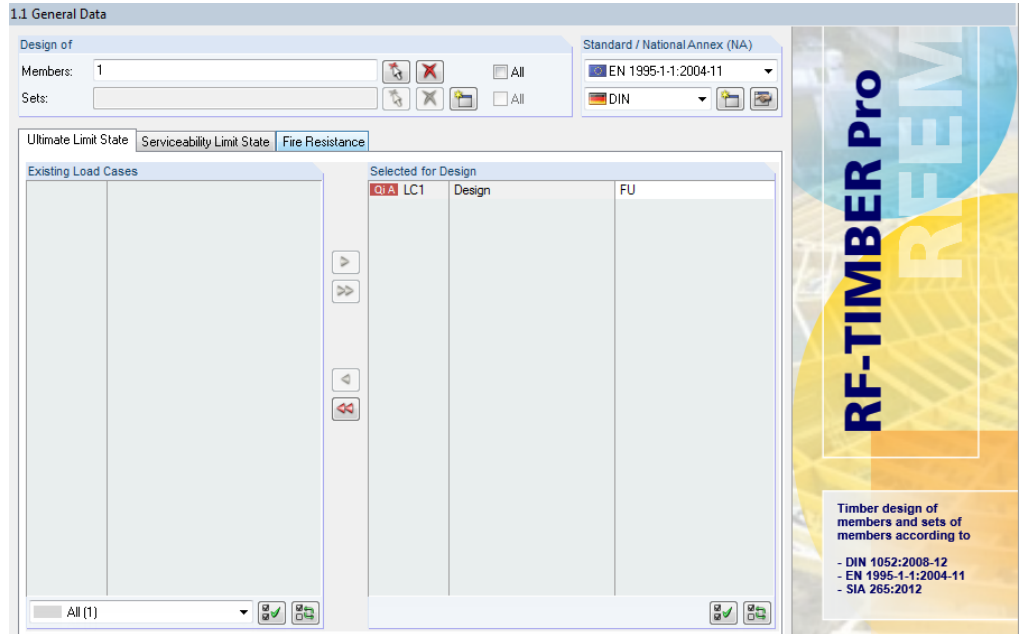 1.1 General Data
Design of
Standard / National Annex (NA)
Members:
1
All
EN 1995-1-1:2004-11
Sets:
All
DIN
Ultimate Limit State
Serviceability Limit State
Fire Resistance
Existing Load Cases
Selected for Design
Qi A
LC1
Design
FU
All (1)
RF-TIMBER Pro
RFEM
Timber design of
members and sets of
members according to
- DIN 1052:2008-12
- EN 1995-1-1:2004-11
- SIA 265:2012